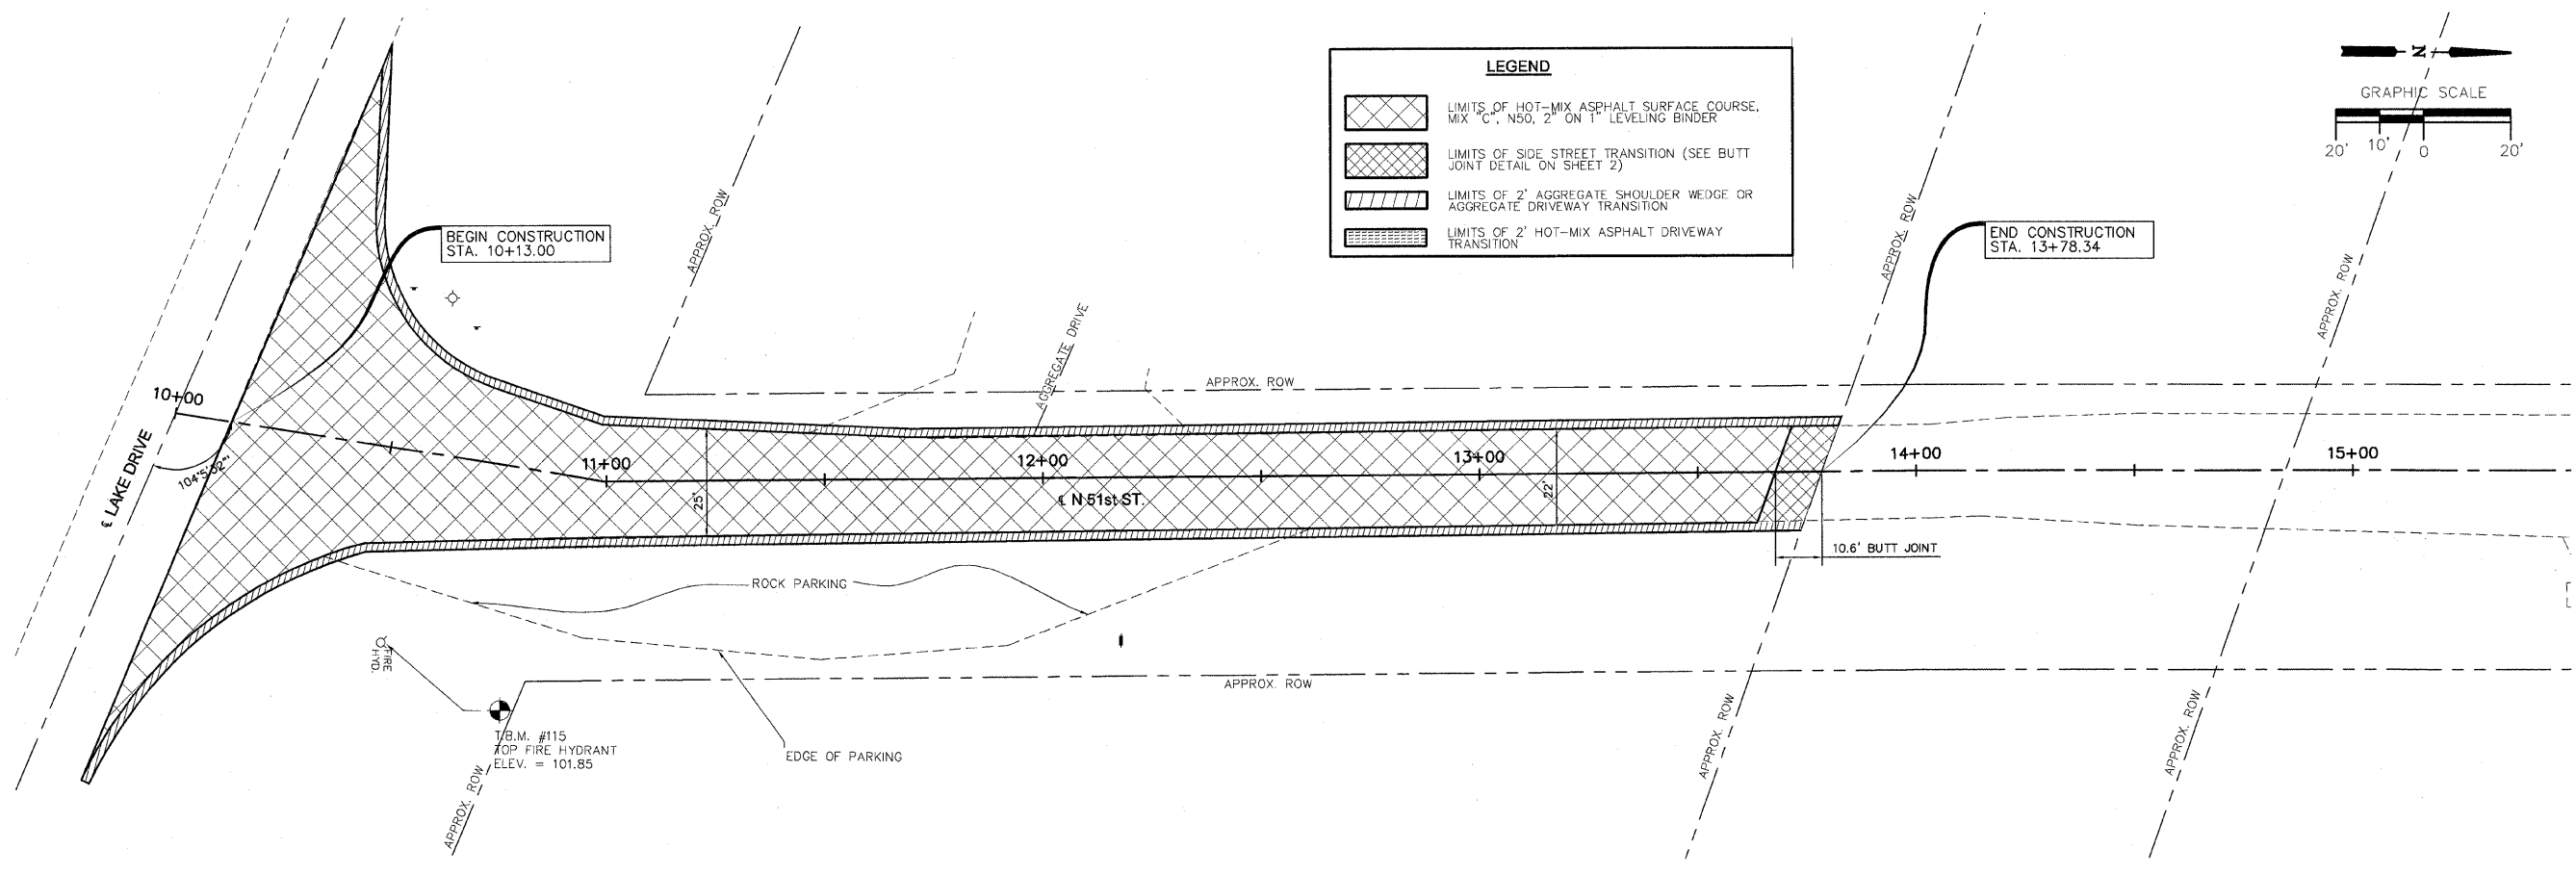 LEGEND
LIMITS OF HOT-MIX ASPHALT SURFACE COURSE,
MIX "C", N50, 2" ON 1" LEVELING BINDER
LIMITS OF SIDE STREET TRANSITION (SEE BUTT
JOINT DETAIL ON SHEET 2)
LIMITS OF 2' AGGREGATE SHOULDER WEDGE OR
AGGREGATE DRIVEWAY TRANSITION
LIMITS OF 2' HOT-MIX ASPHALT DRIVEWAY
TRANSITION
N
GRAPHIC SCALE
20'
10'
0
20'
BEGIN CONSTRUCTION
STA. 10+13.00
END CONSTRUCTION
STA. 13+78.34
APPROX. ROW
APPROX. ROW
APPROX. ROW
AGGREGATE DRIVE
APPROX. ROW
10+00
11+00
12+00
13+00
14+00
15+00
℄ LAKE DRIVE
104°5'32"
25'
℄ N 51st ST.
22'
10.6' BUTT JOINT
ROCK PARKING
FIRE
HYD.
APPROX. ROW
T.B.M. #115
TOP FIRE HYDRANT
ELEV. = 101.85
EDGE OF PARKING
APPROX. ROW
APPROX. ROW
APPROX. ROW